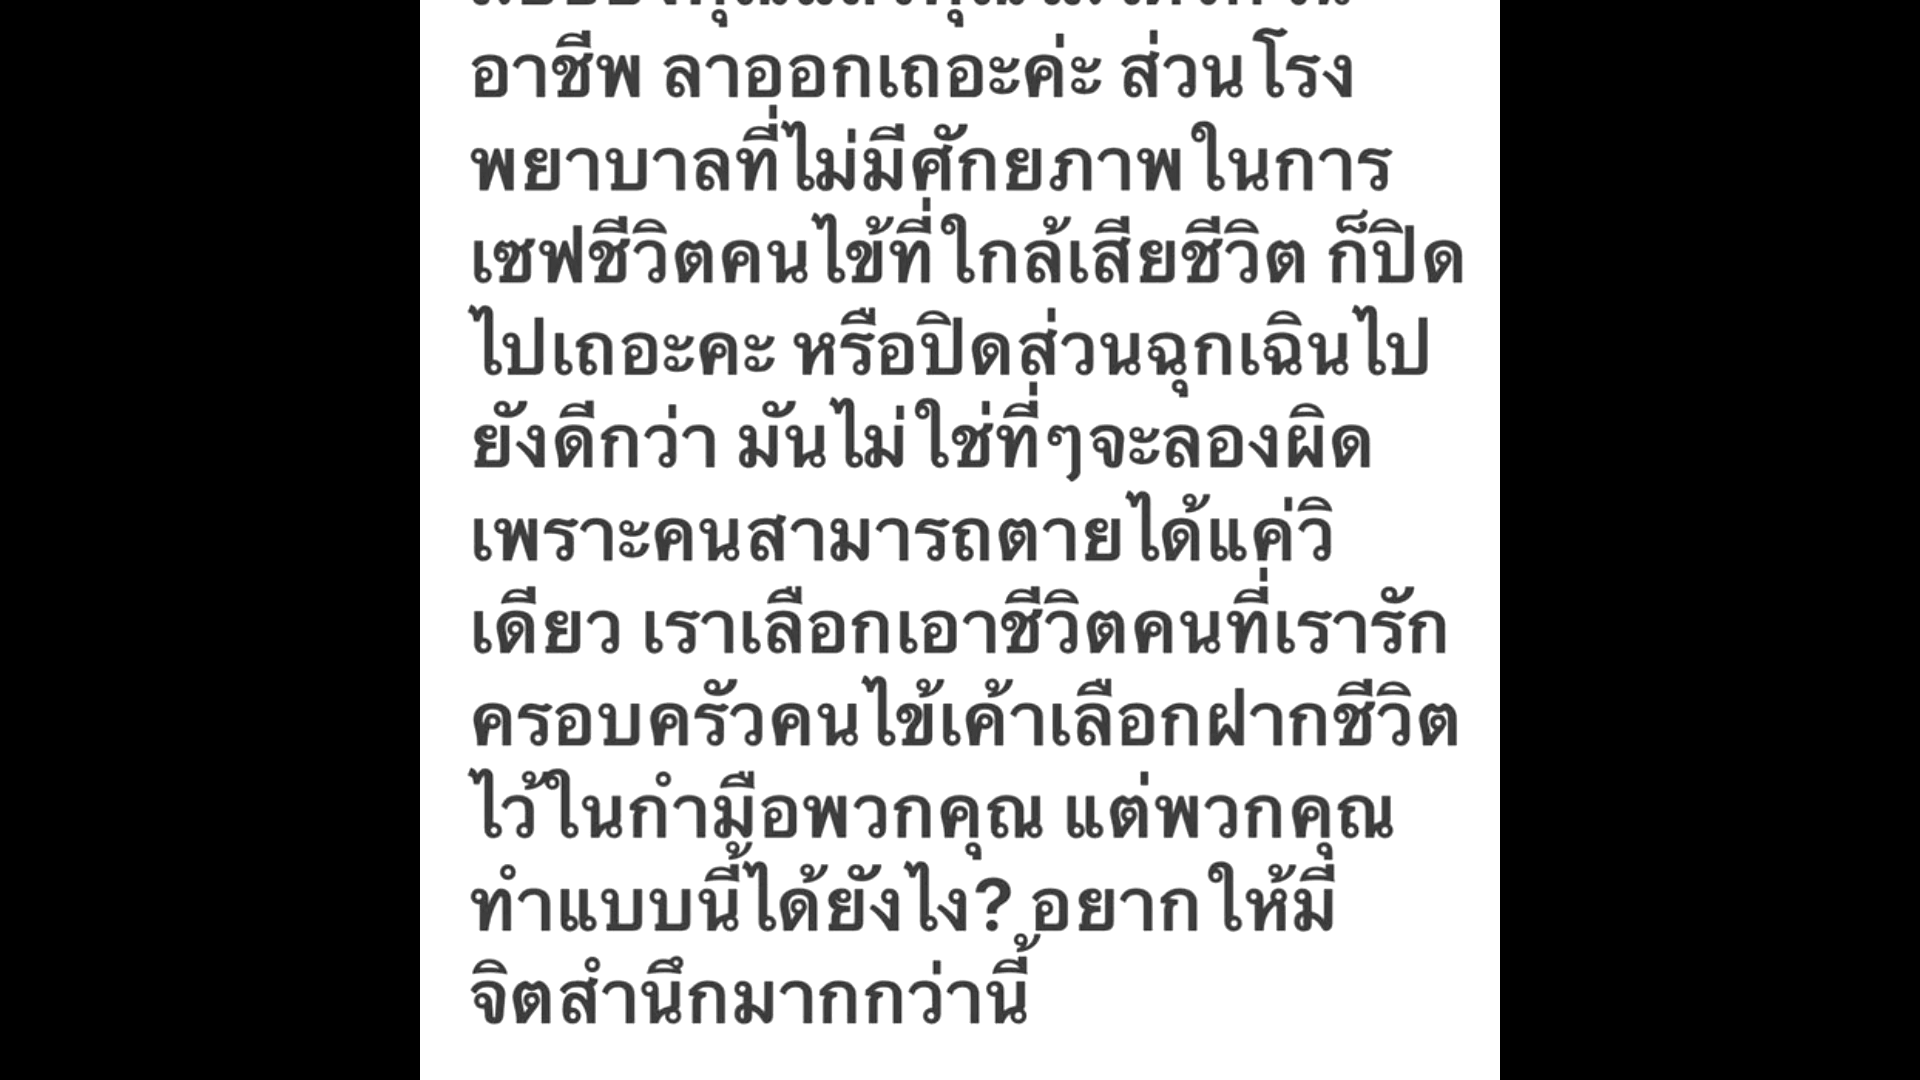 อาชีพ ลาออกเถอะค่ะ ส่วนโรง
พยาบาลที่ไม่มีศักยภาพในการ
เซฟชีวิตคนไข้ที่ใกล้เสียชีวิต ก็ปิด
ไปเถอะคะ หรือปิดส่วนฉุกเฉินไป
ยังดีกว่า มันไม่ใช่ที่ๆจะลองผิด
เพราะคนสามารถตายได้แค่วิ
เดียว เราเลือกเอาชีวิตคนที่เรารัก
ครอบครัวคนไข้เค้าเลือกฝากชีวิต
ไว้ในกำมือพวกคุณ แต่พวกคุณ
ทำแบบนี้ได้ยังไง? อยากให้มี
จิตสำนึกมากกว่านี้